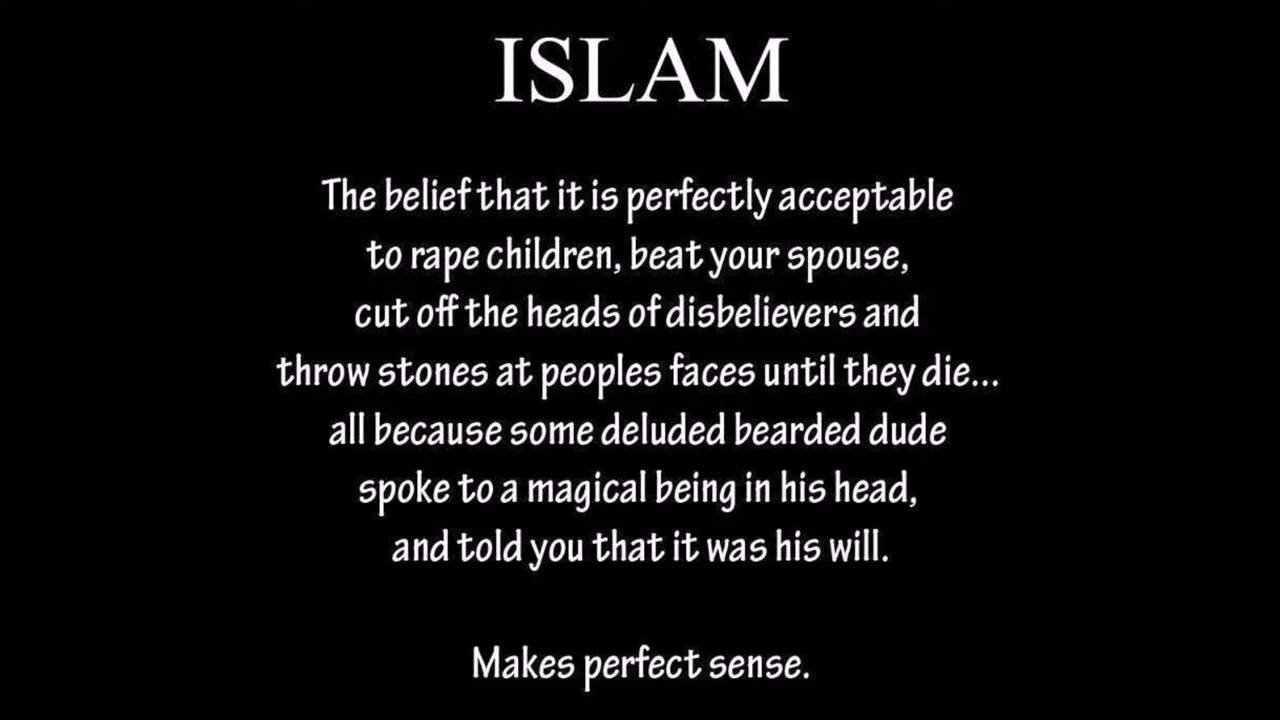 ISLAM
The belief that it is perfectly acceptable
to rape children, beat your spouse,
cut off the heads of disbelievers and
throw stones at peoples faces until they die...
all because some deluded bearded dude
spoke to a magical being in his head,
and told you that it was his will.
Makes perfect sense.